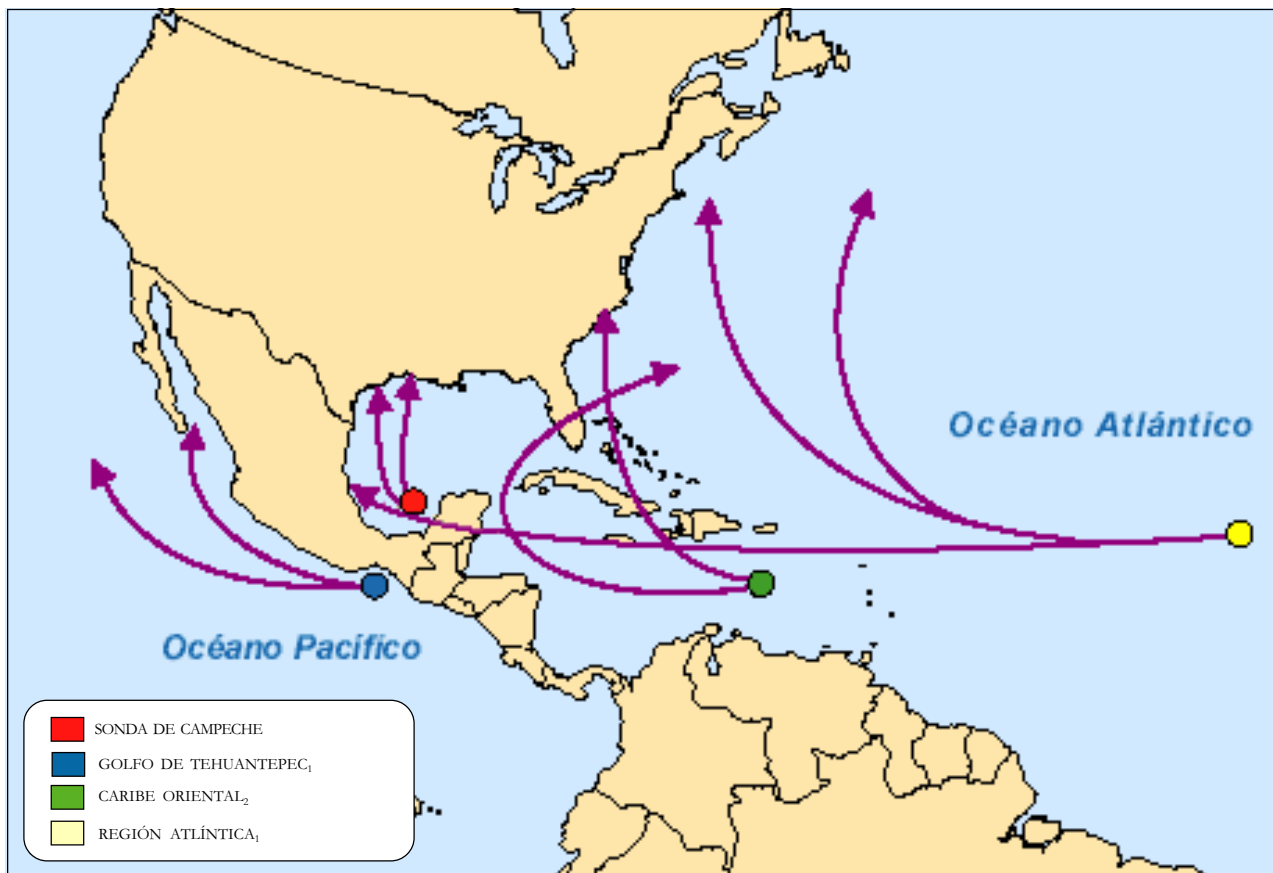 Océano Atlántico
Océano Pacífico
SONDA DE CAMPECHE
GOLFO DE TEHUANTEPEC₁
CARIBE ORIENTAL₂
REGIÓN ATLÍNTICA₁